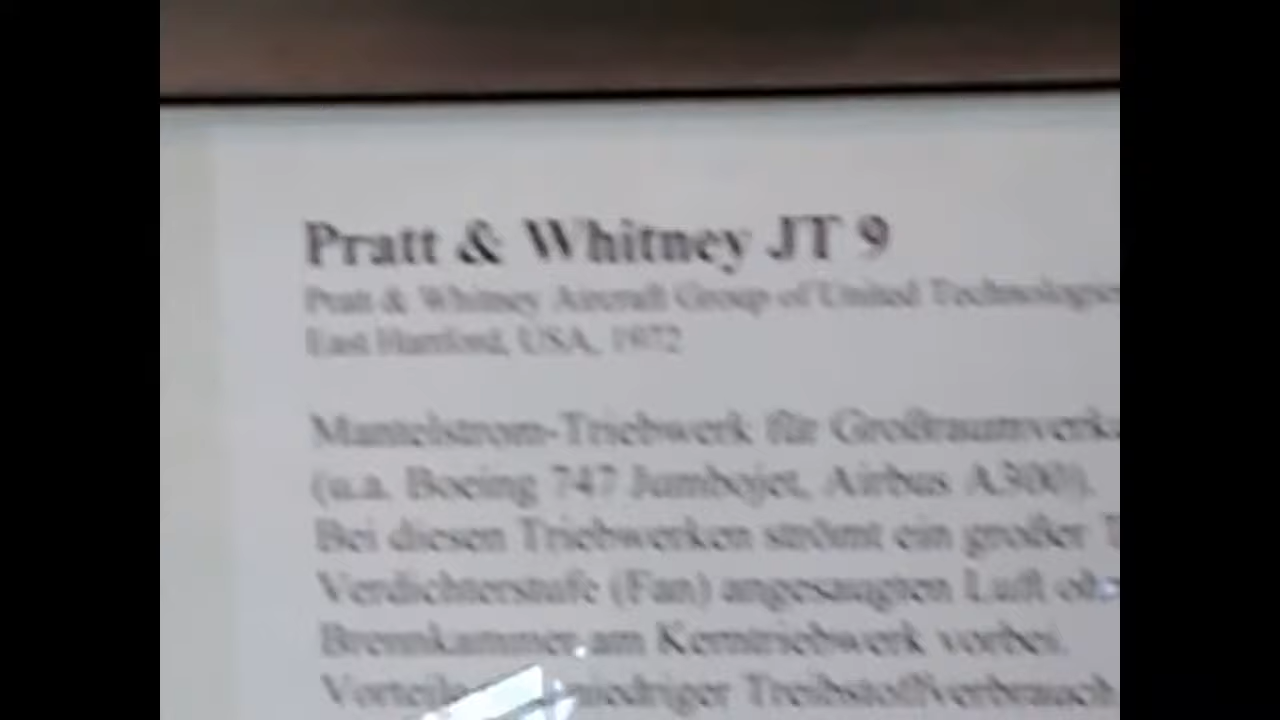 Pratt & Whitney JT 9
Pratt & Whitney Aircraft Group of United Technologies
East Hartford, USA, 1972
Mantelstrom-Triebwerk für Großraumverke
(u.a. Boeing 747 Jumbojet, Airbus A300).
Bei diesen Triebwerken strömt ein großer
Verdichterstufe (Fan) angesaugten Luft
Brennkammer am Kerntriebwerk vorbei.
niedriger Treibstoffverbrauch